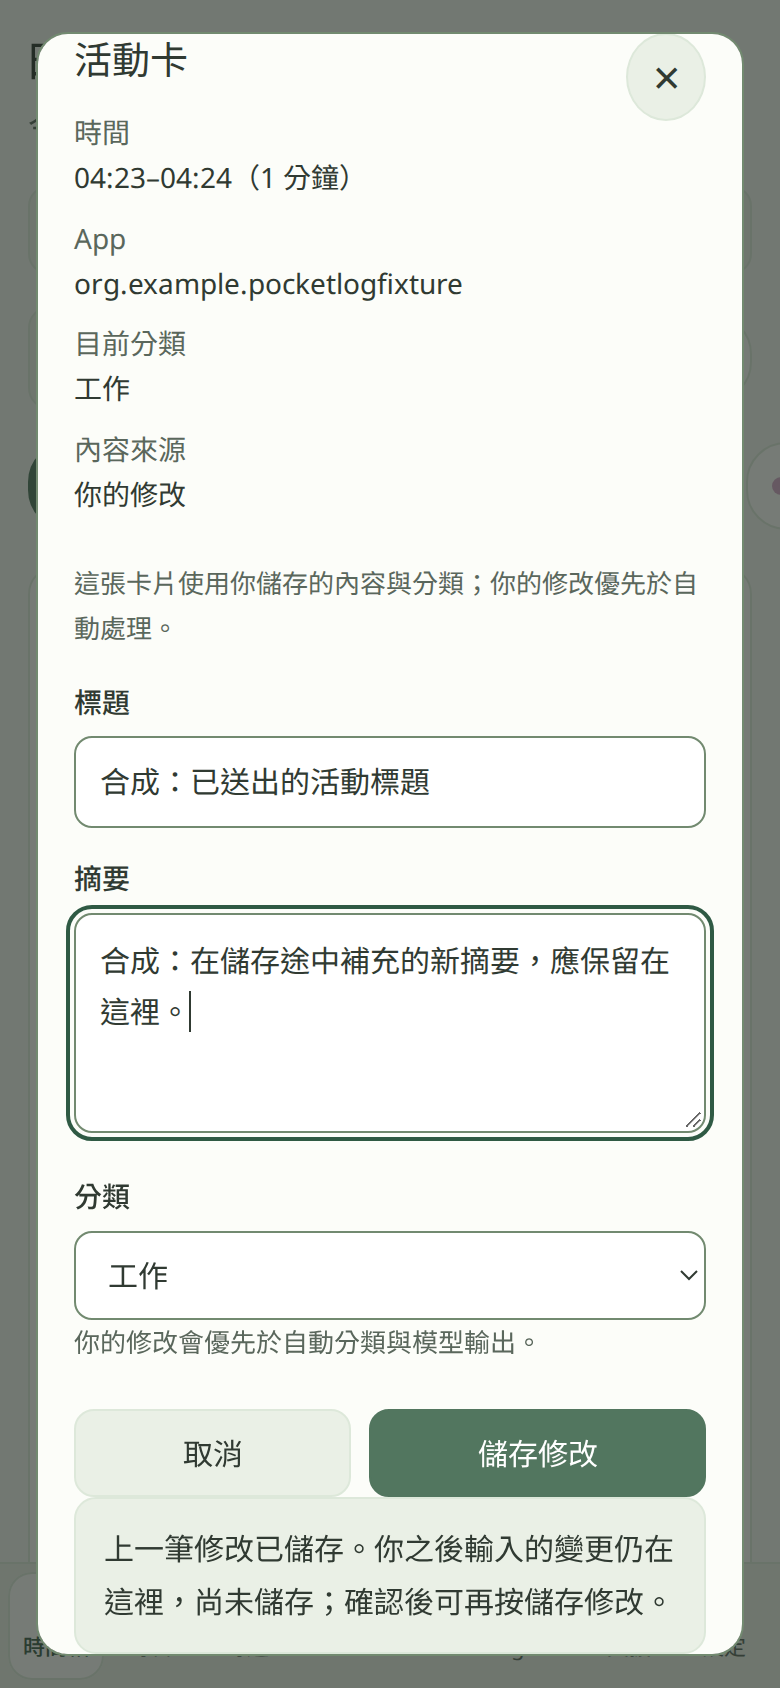 活動卡
✕
時間
04:23–04:24（1 分鐘）
App
org.example.pocketlogfixture
目前分類
工作
內容來源
你的修改
這張卡片使用你儲存的內容與分類；你的修改優先於自
動處理。
標題
合成：已送出的活動標題
摘要
合成：在儲存途中補充的新摘要，應保留在
這裡。
分類
工作
你的修改會優先於自動分類與模型輸出。
取消
儲存修改
上一筆修改已儲存。你之後輸入的變更仍在
這裡，尚未儲存；確認後可再按儲存修改。